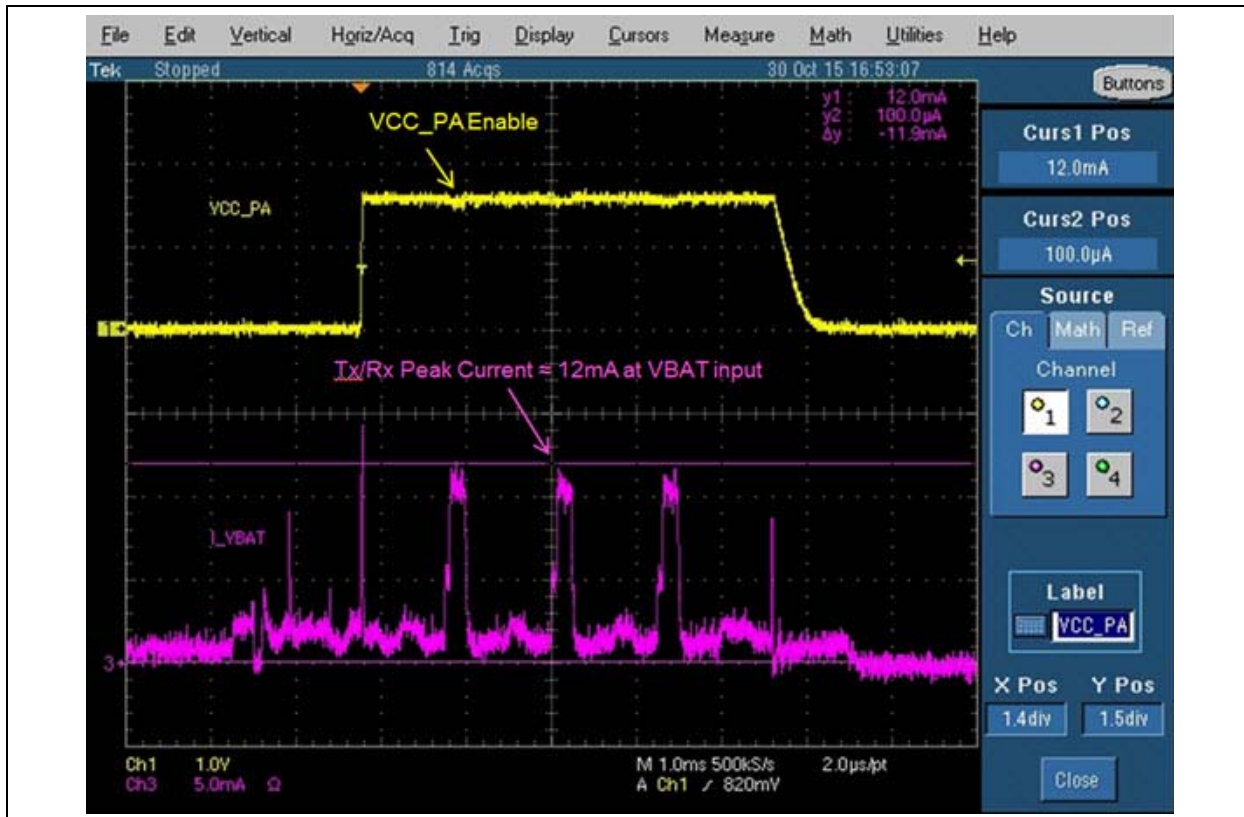 File Edit Vertical Horiz/Acq Trig Display Cursors Measure Math Utilities Help
Tek Stopped 814 Acqs 30 Oct 15 16:53:07
Buttons
y1 : 12.0mA
y2 : 100.0µA
Δy : -11.9mA
VCC_PA Enable
VCC_PA
Curs1 Pos
12.0mA
Curs2 Pos
100.0µA
Source
Ch Math Ref
Channel
1 2
3 4
T
1
Tx/Rx Peak Current ≈ 12mA at VBAT input
I_VBAT
3
Label
VCC_PA
X Pos Y Pos
1.4div 1.5div
Close
Ch1 1.0V M 1.0ms 500kS/s 2.0µs/pt
Ch3 5.0mA Ω A Ch1 ∕ 820mV